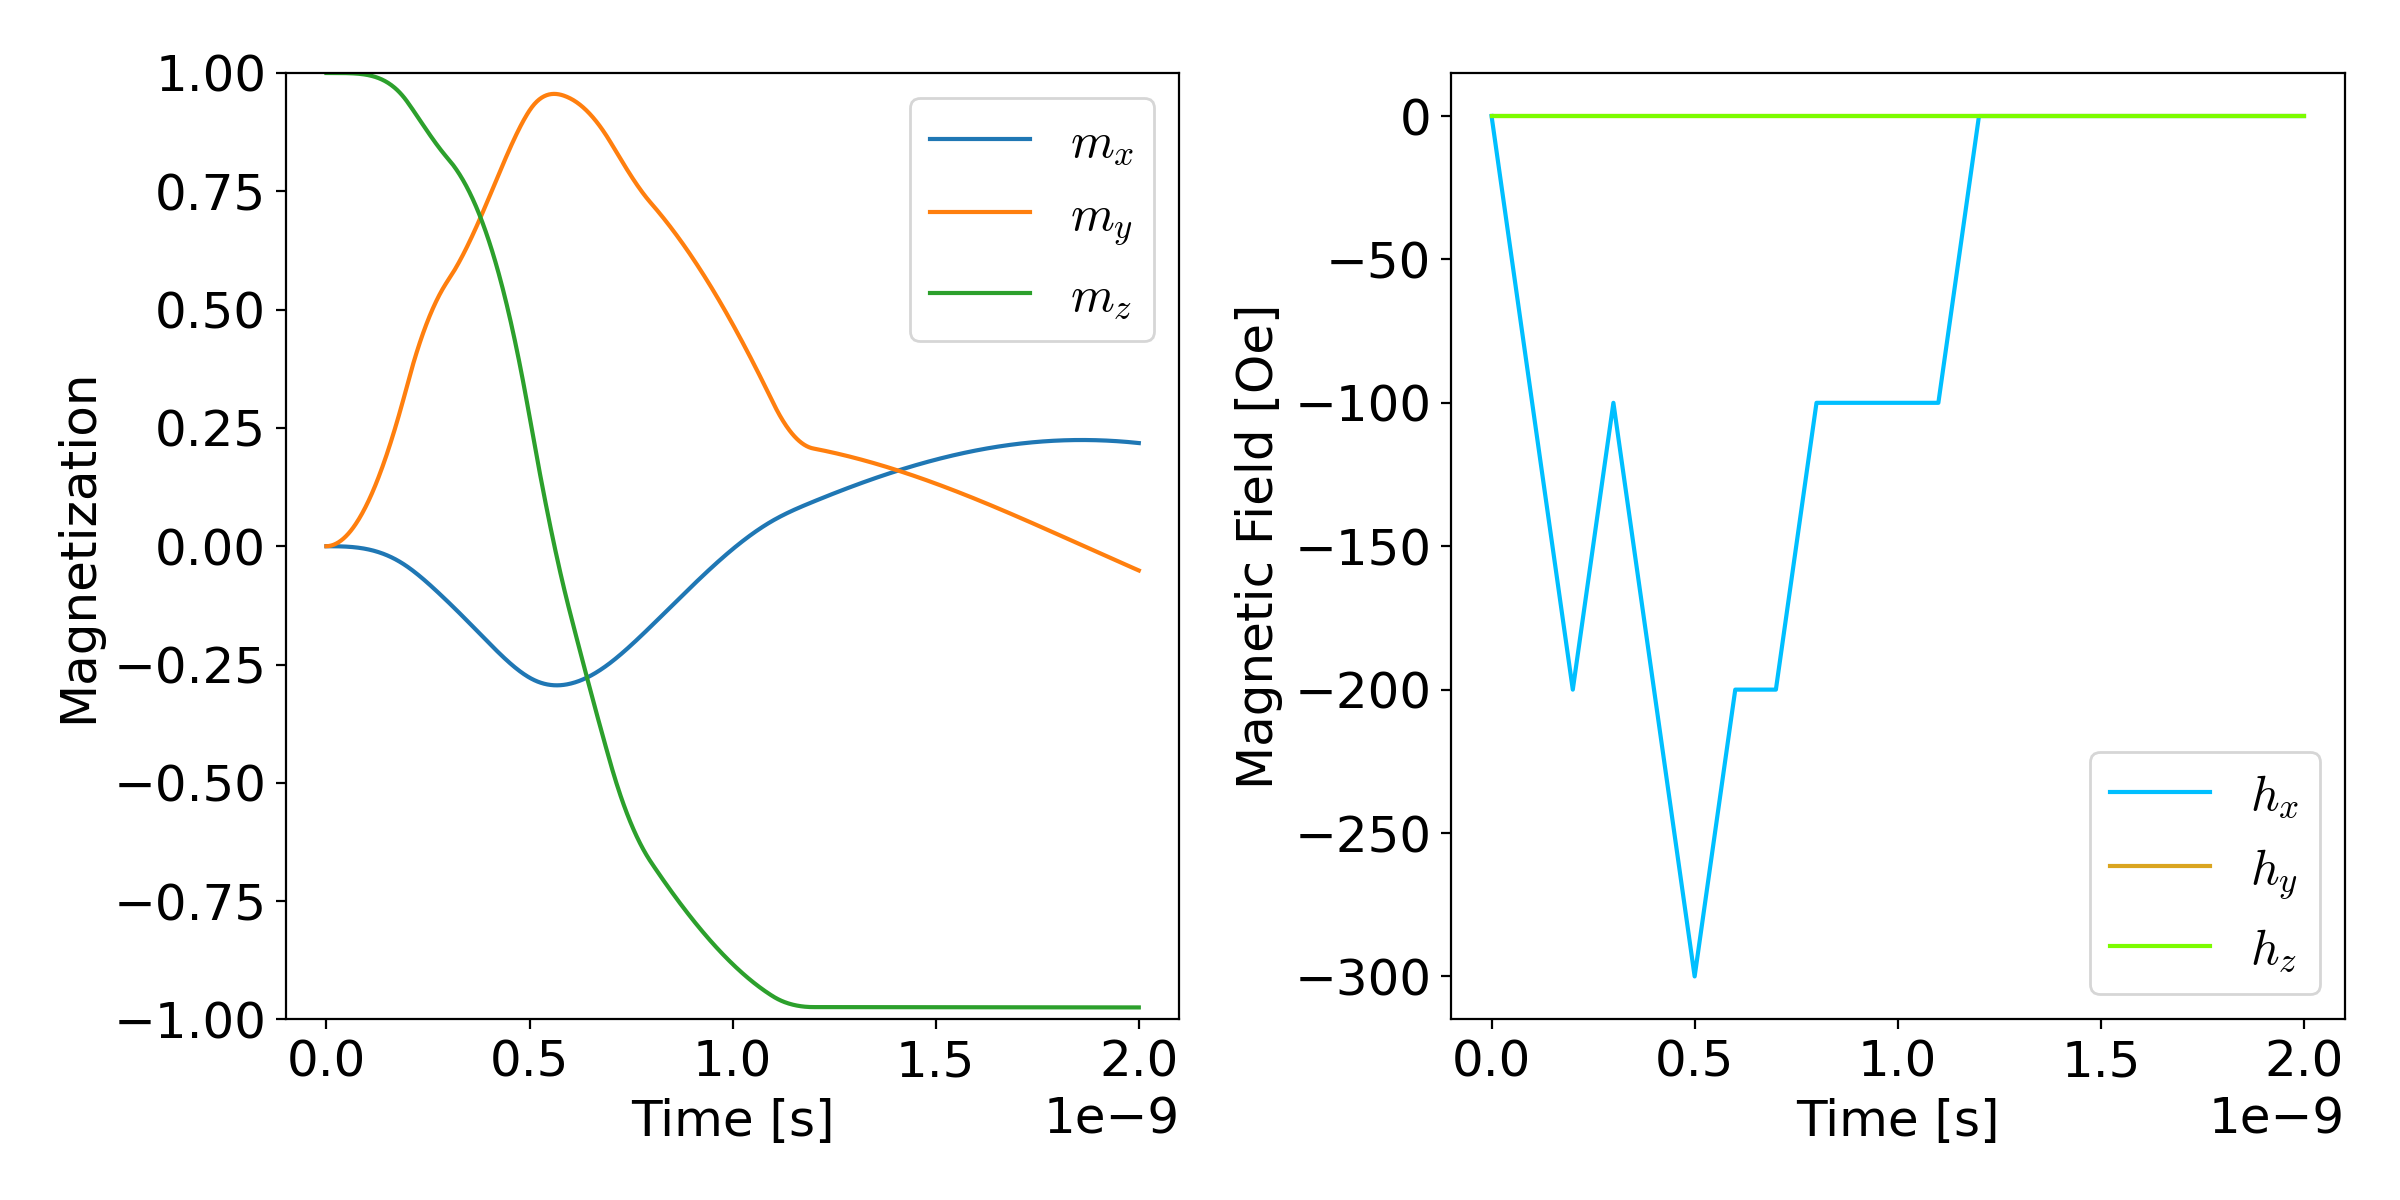 Magnetization
1.00
0.75
0.50
0.25
0.00
−0.25
−0.50
−0.75
−1.00
0.0 0.5 1.0 1.5 2.0
Time [s]
1e−9
m_x
m_y
m_z
Magnetic Field [Oe]
0
−50
−100
−150
−200
−250
−300
0.0 0.5 1.0 1.5 2.0
Time [s]
1e−9
h_x
h_y
h_z